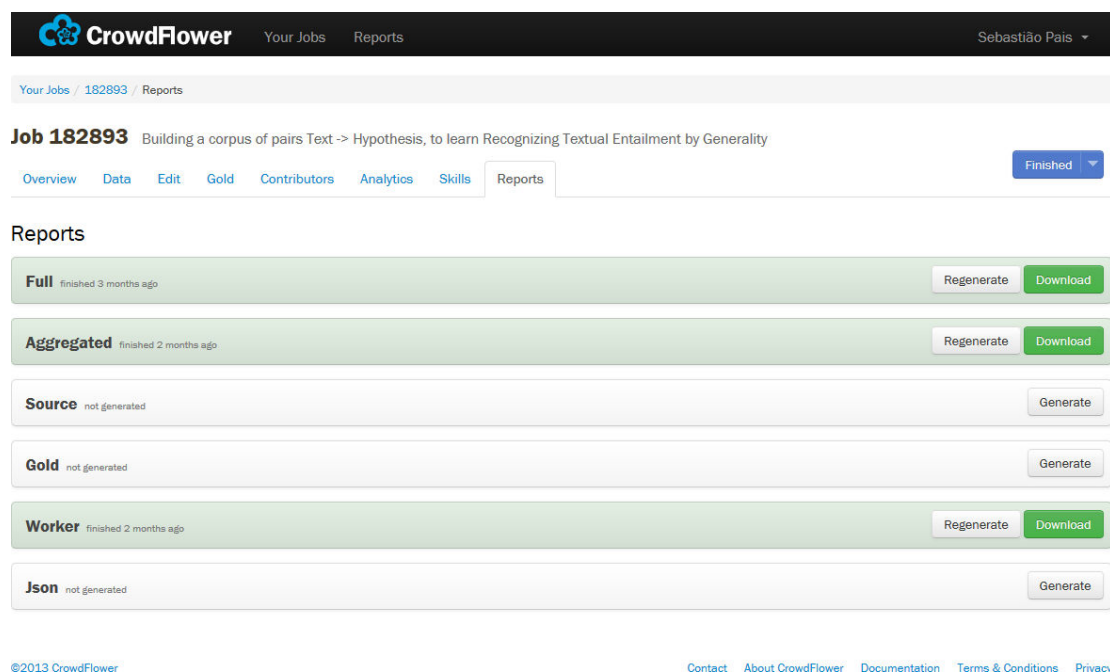 CrowdFlower Your Jobs Reports Sebastião Pais
Your Jobs / 182893 / Reports
Job 182893 Building a corpus of pairs Text -> Hypothesis, to learn Recognizing Textual Entailment by Generality
Finished
Overview Data Edit Gold Contributors Analytics Skills Reports
Reports
Full finished 3 months ago Regenerate Download
Aggregated finished 2 months ago Regenerate Download
Source not generated Generate
Gold not generated Generate
Worker finished 2 months ago Regenerate Download
Json not generated Generate
©2013 CrowdFlower Contact About CrowdFlower Documentation Terms & Conditions Privacy